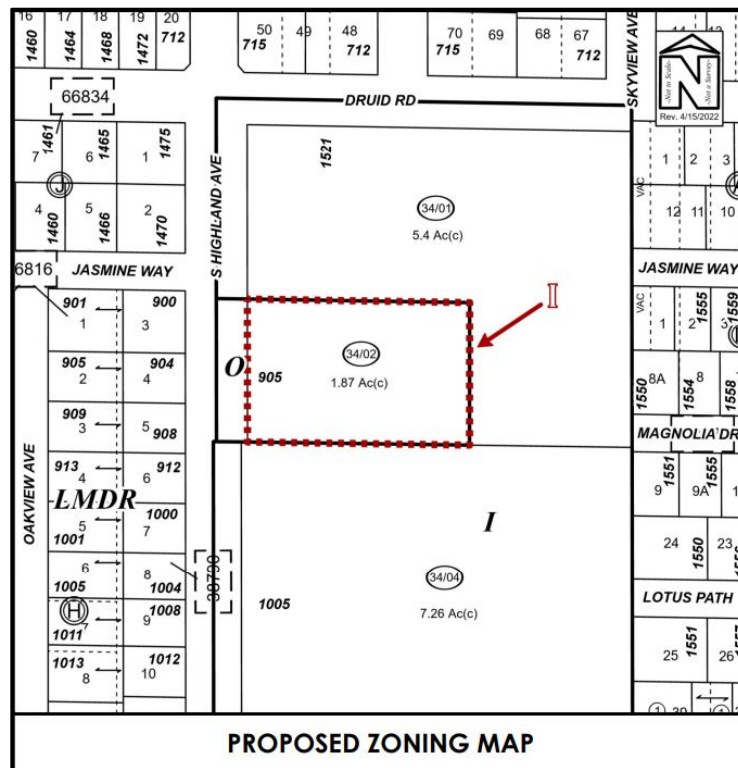 16 17 18 19 20
1460 1464 1468 1472 712
50 49 48
715 712
70 69 68 67
715 712
SKYVIEW AVE
N
-Not to Scale-
-Not a Survey-
Rev. 4/15/2022
DRUID RD
66834
1461 1465 1475
7 6 1
J
4 5 2
1460 1466 1470
S HIGHLAND AVE
1521
34/01
5.4 Ac(c)
VAC
1 2 3
12 11 10
JASMINE WAY
JASMINE WAY
6816
901 900
1 3
905 904
2 4
909
3 5
908
913 912
4 6
LMDR
1000
5 7
1001
6 8
1005 1004
H
1008
7 9
1011
1013 1012
8 10
OAKVIEW AVE
I
O
905
34/02
1.87 Ac(c)
I
1005
34/04
7.26 Ac(c)
VAC
1 2 3
1555 1559
8A 8
1550 1554 1558
MAGNOLIA DR
1551 1555
9 9A
24 1550 23
LOTUS PATH
25 1551 26
PROPOSED ZONING MAP